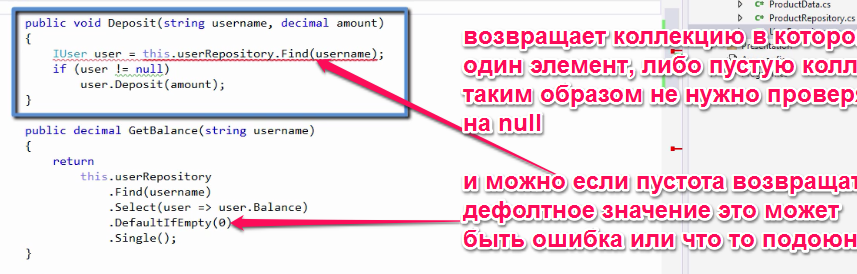 public void Deposit(string username, decimal amount)
{
IUser user = this.userRepository.Find(username);
if (user != null)
user.Deposit(amount);
}
public decimal GetBalance(string username)
{
return
this.userRepository
.Find(username)
.Select(user => user.Balance)
.DefaultIfEmpty(0)
.Single();
}
возвращает коллекцию в которо
один элемент, либо пустую колл
таким образом не нужно проверя
на null
и можно если пустота возвращат
дефолтное значение это может
быть ошибка или что то подоюн
ProductData.cs
ProductRepository.cs